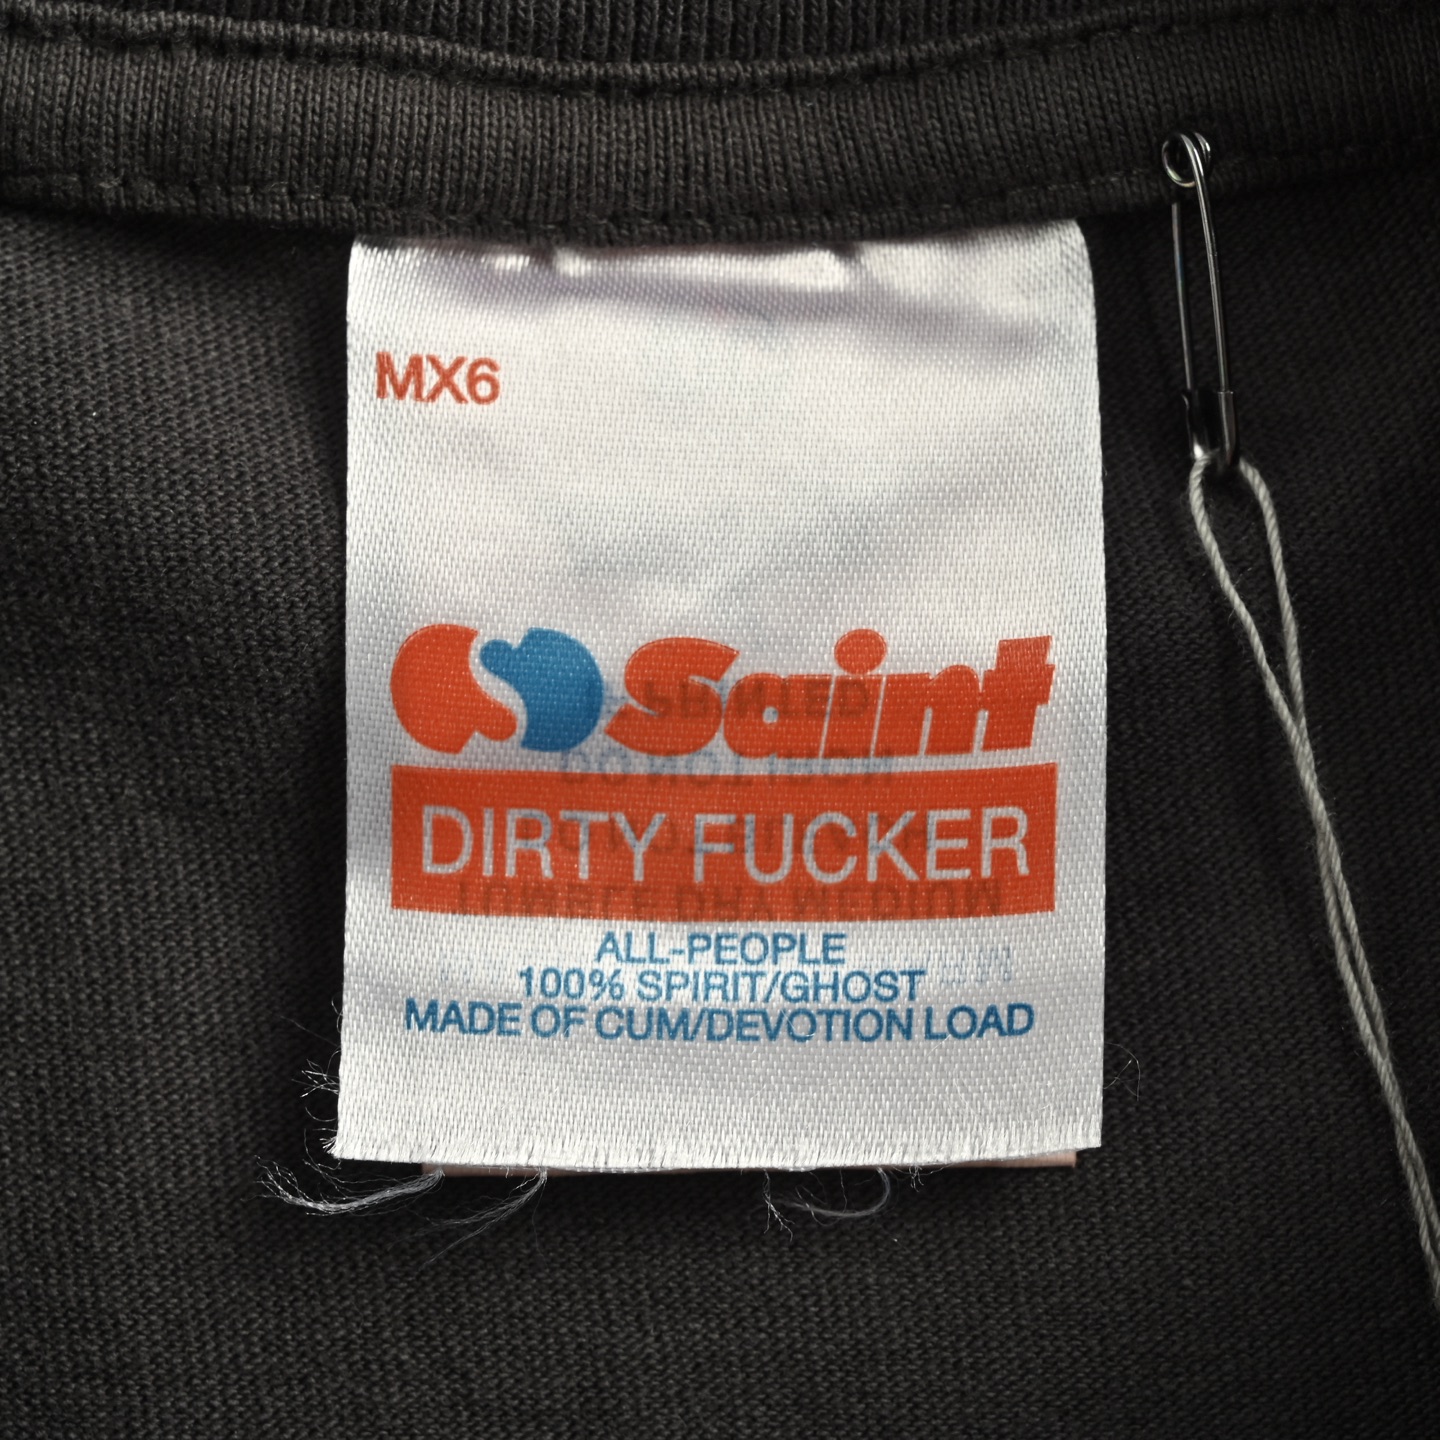 MX6
Saint
DIRTY FUCKER
ALL-PEOPLE
100% SPIRIT/GHOST
MADE OF CUM/DEVOTION LOAD